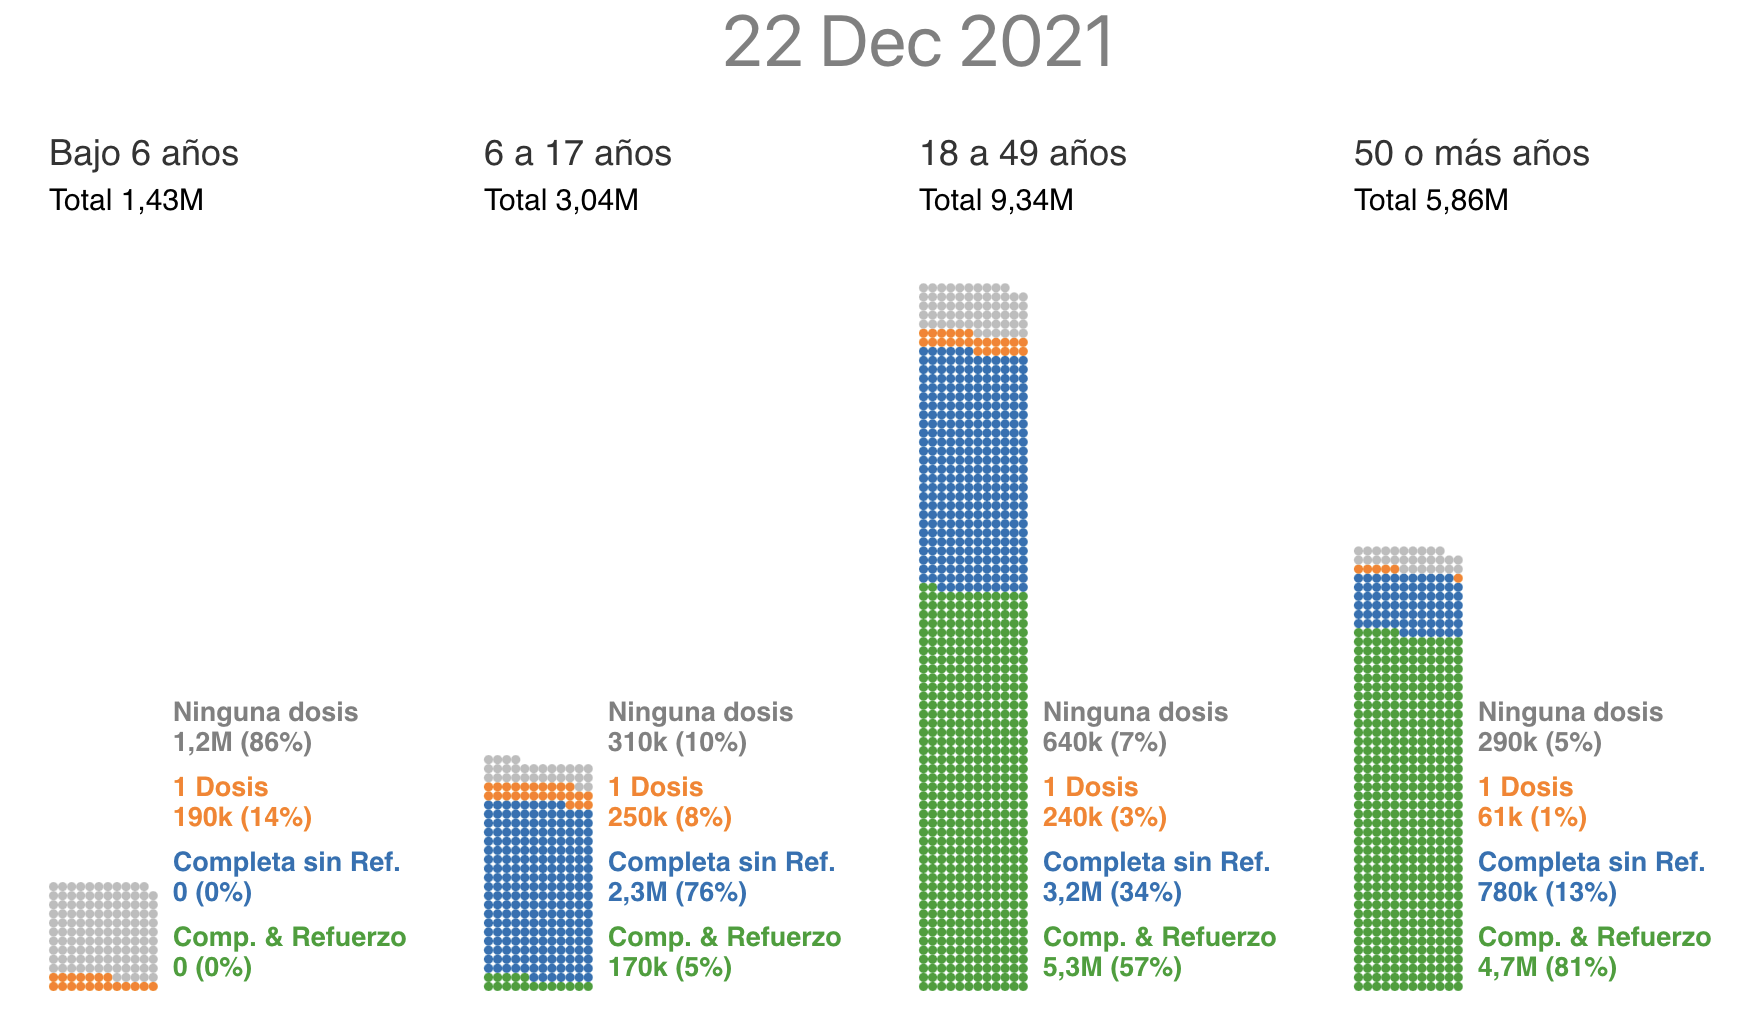 22 Dec 2021
Bajo 6 años
Total 1,43M
Ninguna dosis
1,2M (86%)
1 Dosis
190k (14%)
Completa sin Ref.
0 (0%)
Comp. & Refuerzo
0 (0%)
6 a 17 años
Total 3,04M
Ninguna dosis
310k (10%)
1 Dosis
250k (8%)
Completa sin Ref.
2,3M (76%)
Comp. & Refuerzo
170k (5%)
18 a 49 años
Total 9,34M
Ninguna dosis
640k (7%)
1 Dosis
240k (3%)
Completa sin Ref.
3,2M (34%)
Comp. & Refuerzo
5,3M (57%)
50 o más años
Total 5,86M
Ninguna dosis
290k (5%)
1 Dosis
61k (1%)
Completa sin Ref.
780k (13%)
Comp. & Refuerzo
4,7M (81%)